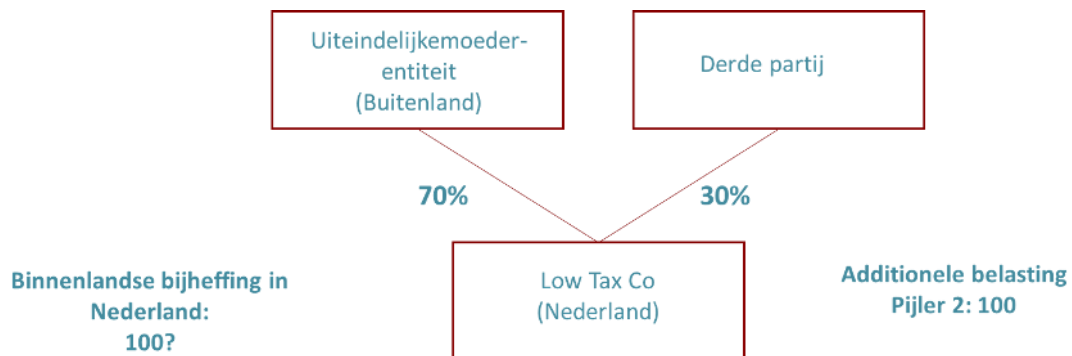 Uiteindelijkemoeder-
entiteit
(Buitenland)
Derde partij
70%
30%
Binnenlandse bijheffing in
Nederland:
100?
Low Tax Co
(Nederland)
Additionele belasting
Pijler 2: 100